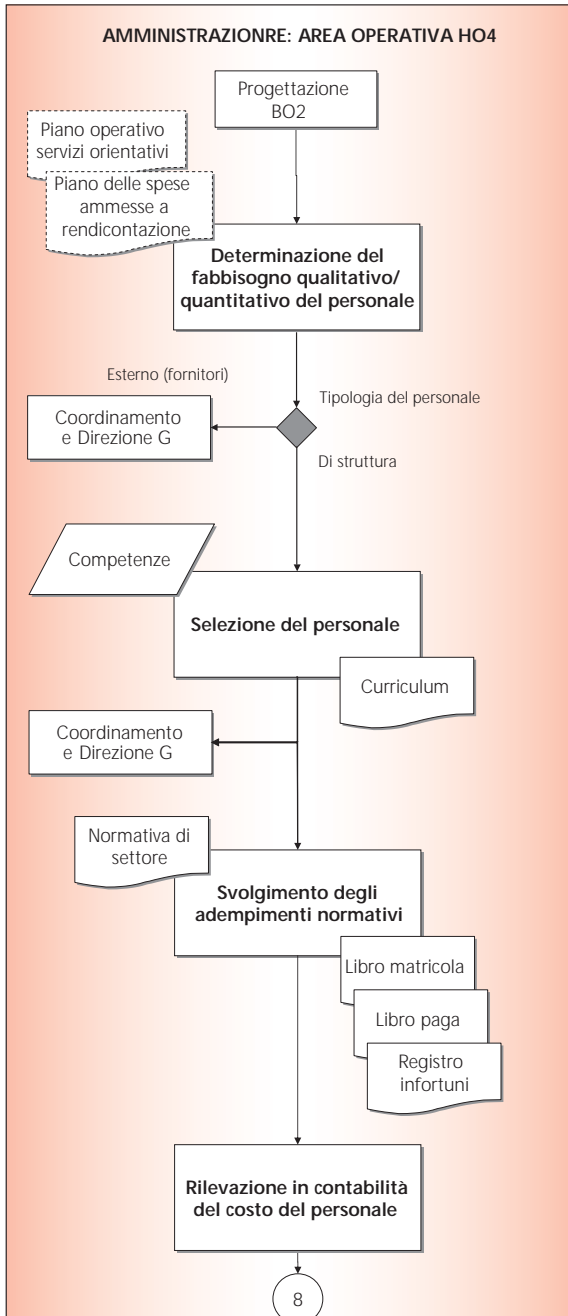 AMMINISTRAZIONRE: AREA OPERATIVA HO4
Progettazione
BO2
Piano operativo
servizi orientativi
Piano delle spese
ammesse a
rendicontazione
Determinazione del
fabbisogno qualitativo/
quantitativo del personale
Esterno (fornitori)
Tipologia del personale
Coordinamento
e Direzione G
Di struttura
Competenze
Selezione del personale
Curriculum
Coordinamento
e Direzione G
Normativa di
settore
Svolgimento degli
adempimenti normativi
Libro matricola
Libro paga
Registro
infortuni
Rilevazione in contabilità
del costo del personale
8